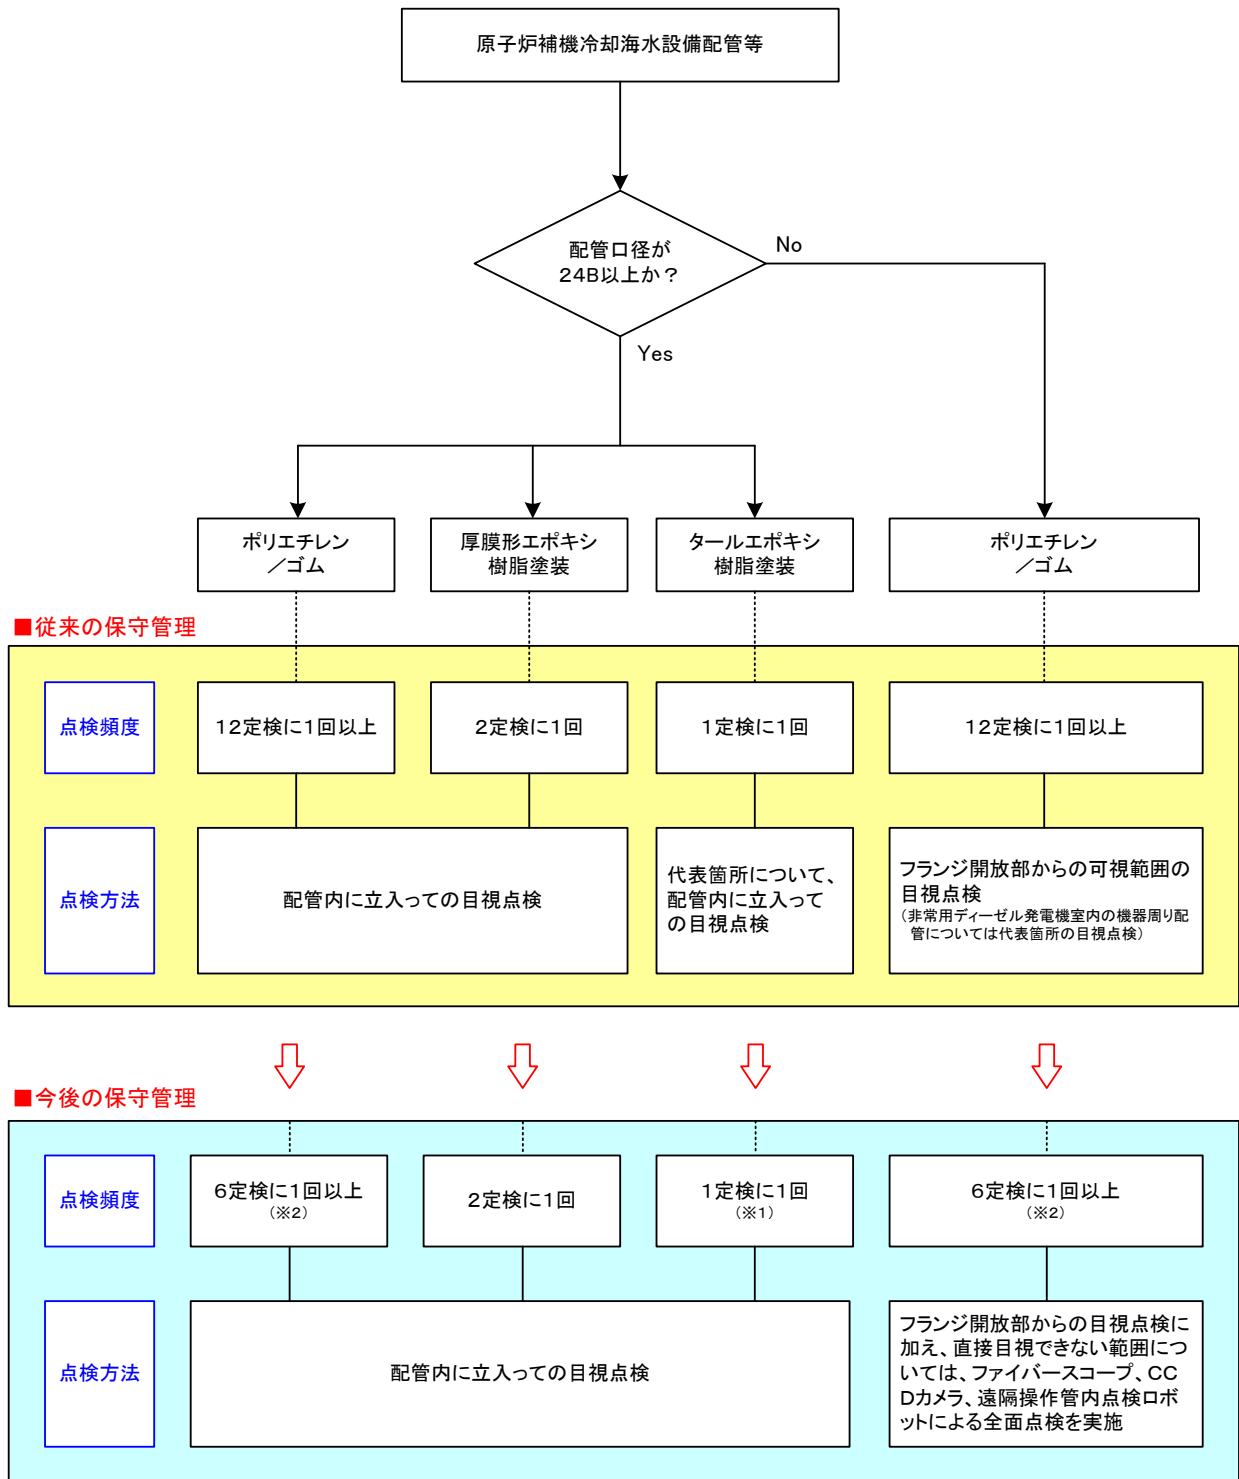 原子炉補機冷却海水設備配管等
配管口径が
24B以上か？
No
Yes
ポリエチレン
／ゴム
厚膜形エポキシ
樹脂塗装
タールエポキシ
樹脂塗装
ポリエチレン
／ゴム
■従来の保守管理
点検頻度
12定検に1回以上
2定検に1回
1定検に1回
12定検に1回以上
点検方法
配管内に立入っての目視点検
代表箇所について、
配管内に立入って
の目視点検
フランジ開放部からの可視範囲の
目視点検
（非常用ディーゼル発電機室内の機器周り配
管については代表箇所の目視点検）
■今後の保守管理
点検頻度
6定検に1回以上
（※2）
2定検に1回
1定検に1回
（※1）
6定検に1回以上
（※2）
点検方法
配管内に立入っての目視点検
フランジ開放部からの目視点検に
加え、直接目視できない範囲につ
いては、ファイバースコープ、CC
Dカメラ、遠隔操作管内点検ロボ
ットによる全面点検を実施